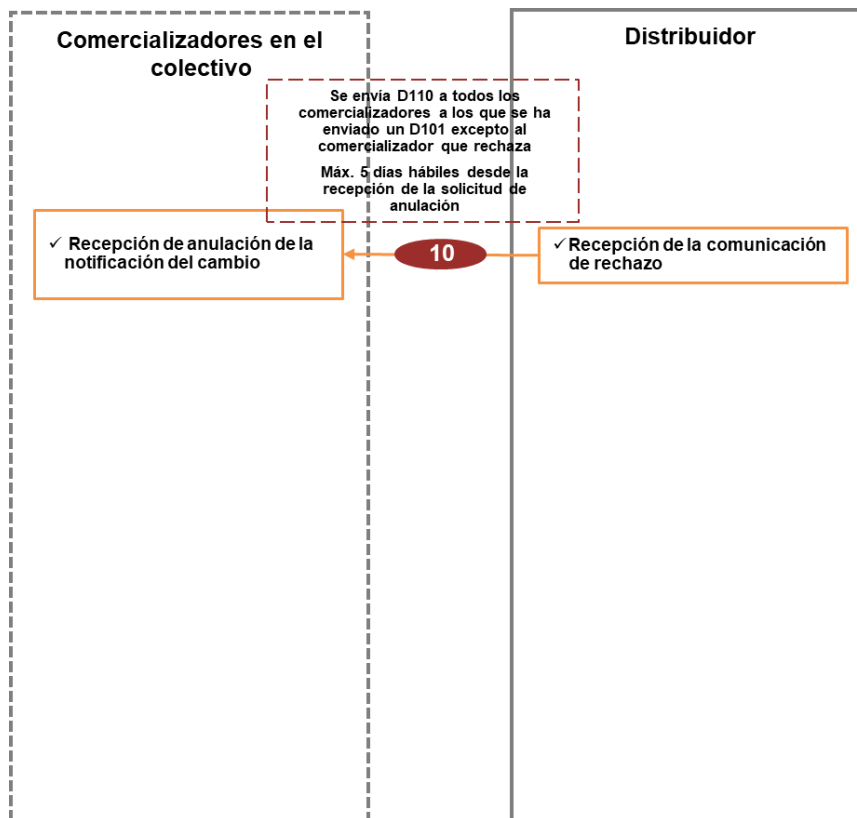 Comercializadores en el
colectivo
Distribuidor
Se envía D110 a todos los
comercializadores a los que se ha
enviado un D101 excepto al
comercializador que rechaza
Máx. 5 días hábiles desde la
recepción de la solicitud de
anulación
✓ Recepción de anulación de la
notificación del cambio
10
✓ Recepción de la comunicación
de rechazo